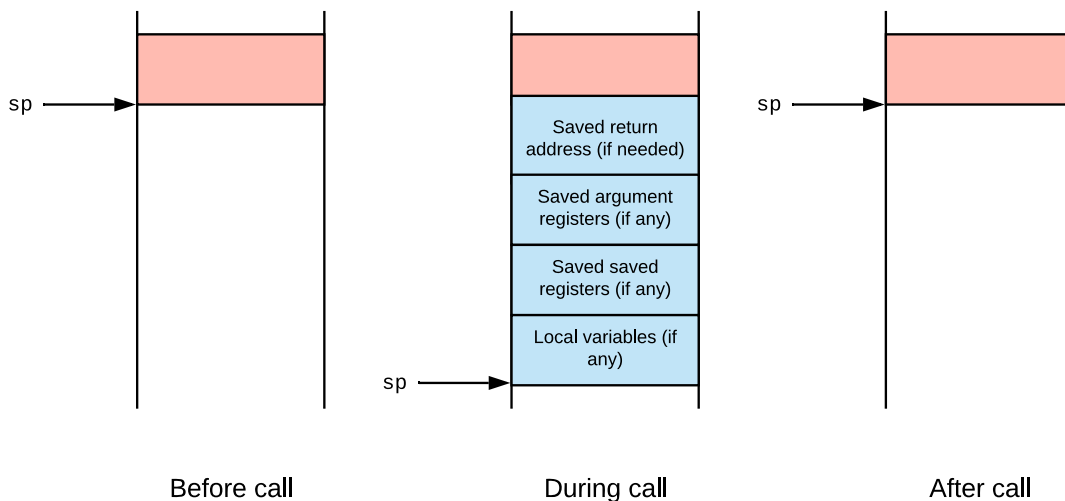 sp
sp
Saved return
address (if needed)
Saved argument
registers (if any)
Saved saved
registers (if any)
Local variables (if
any)
sp
Before call
During call
After call